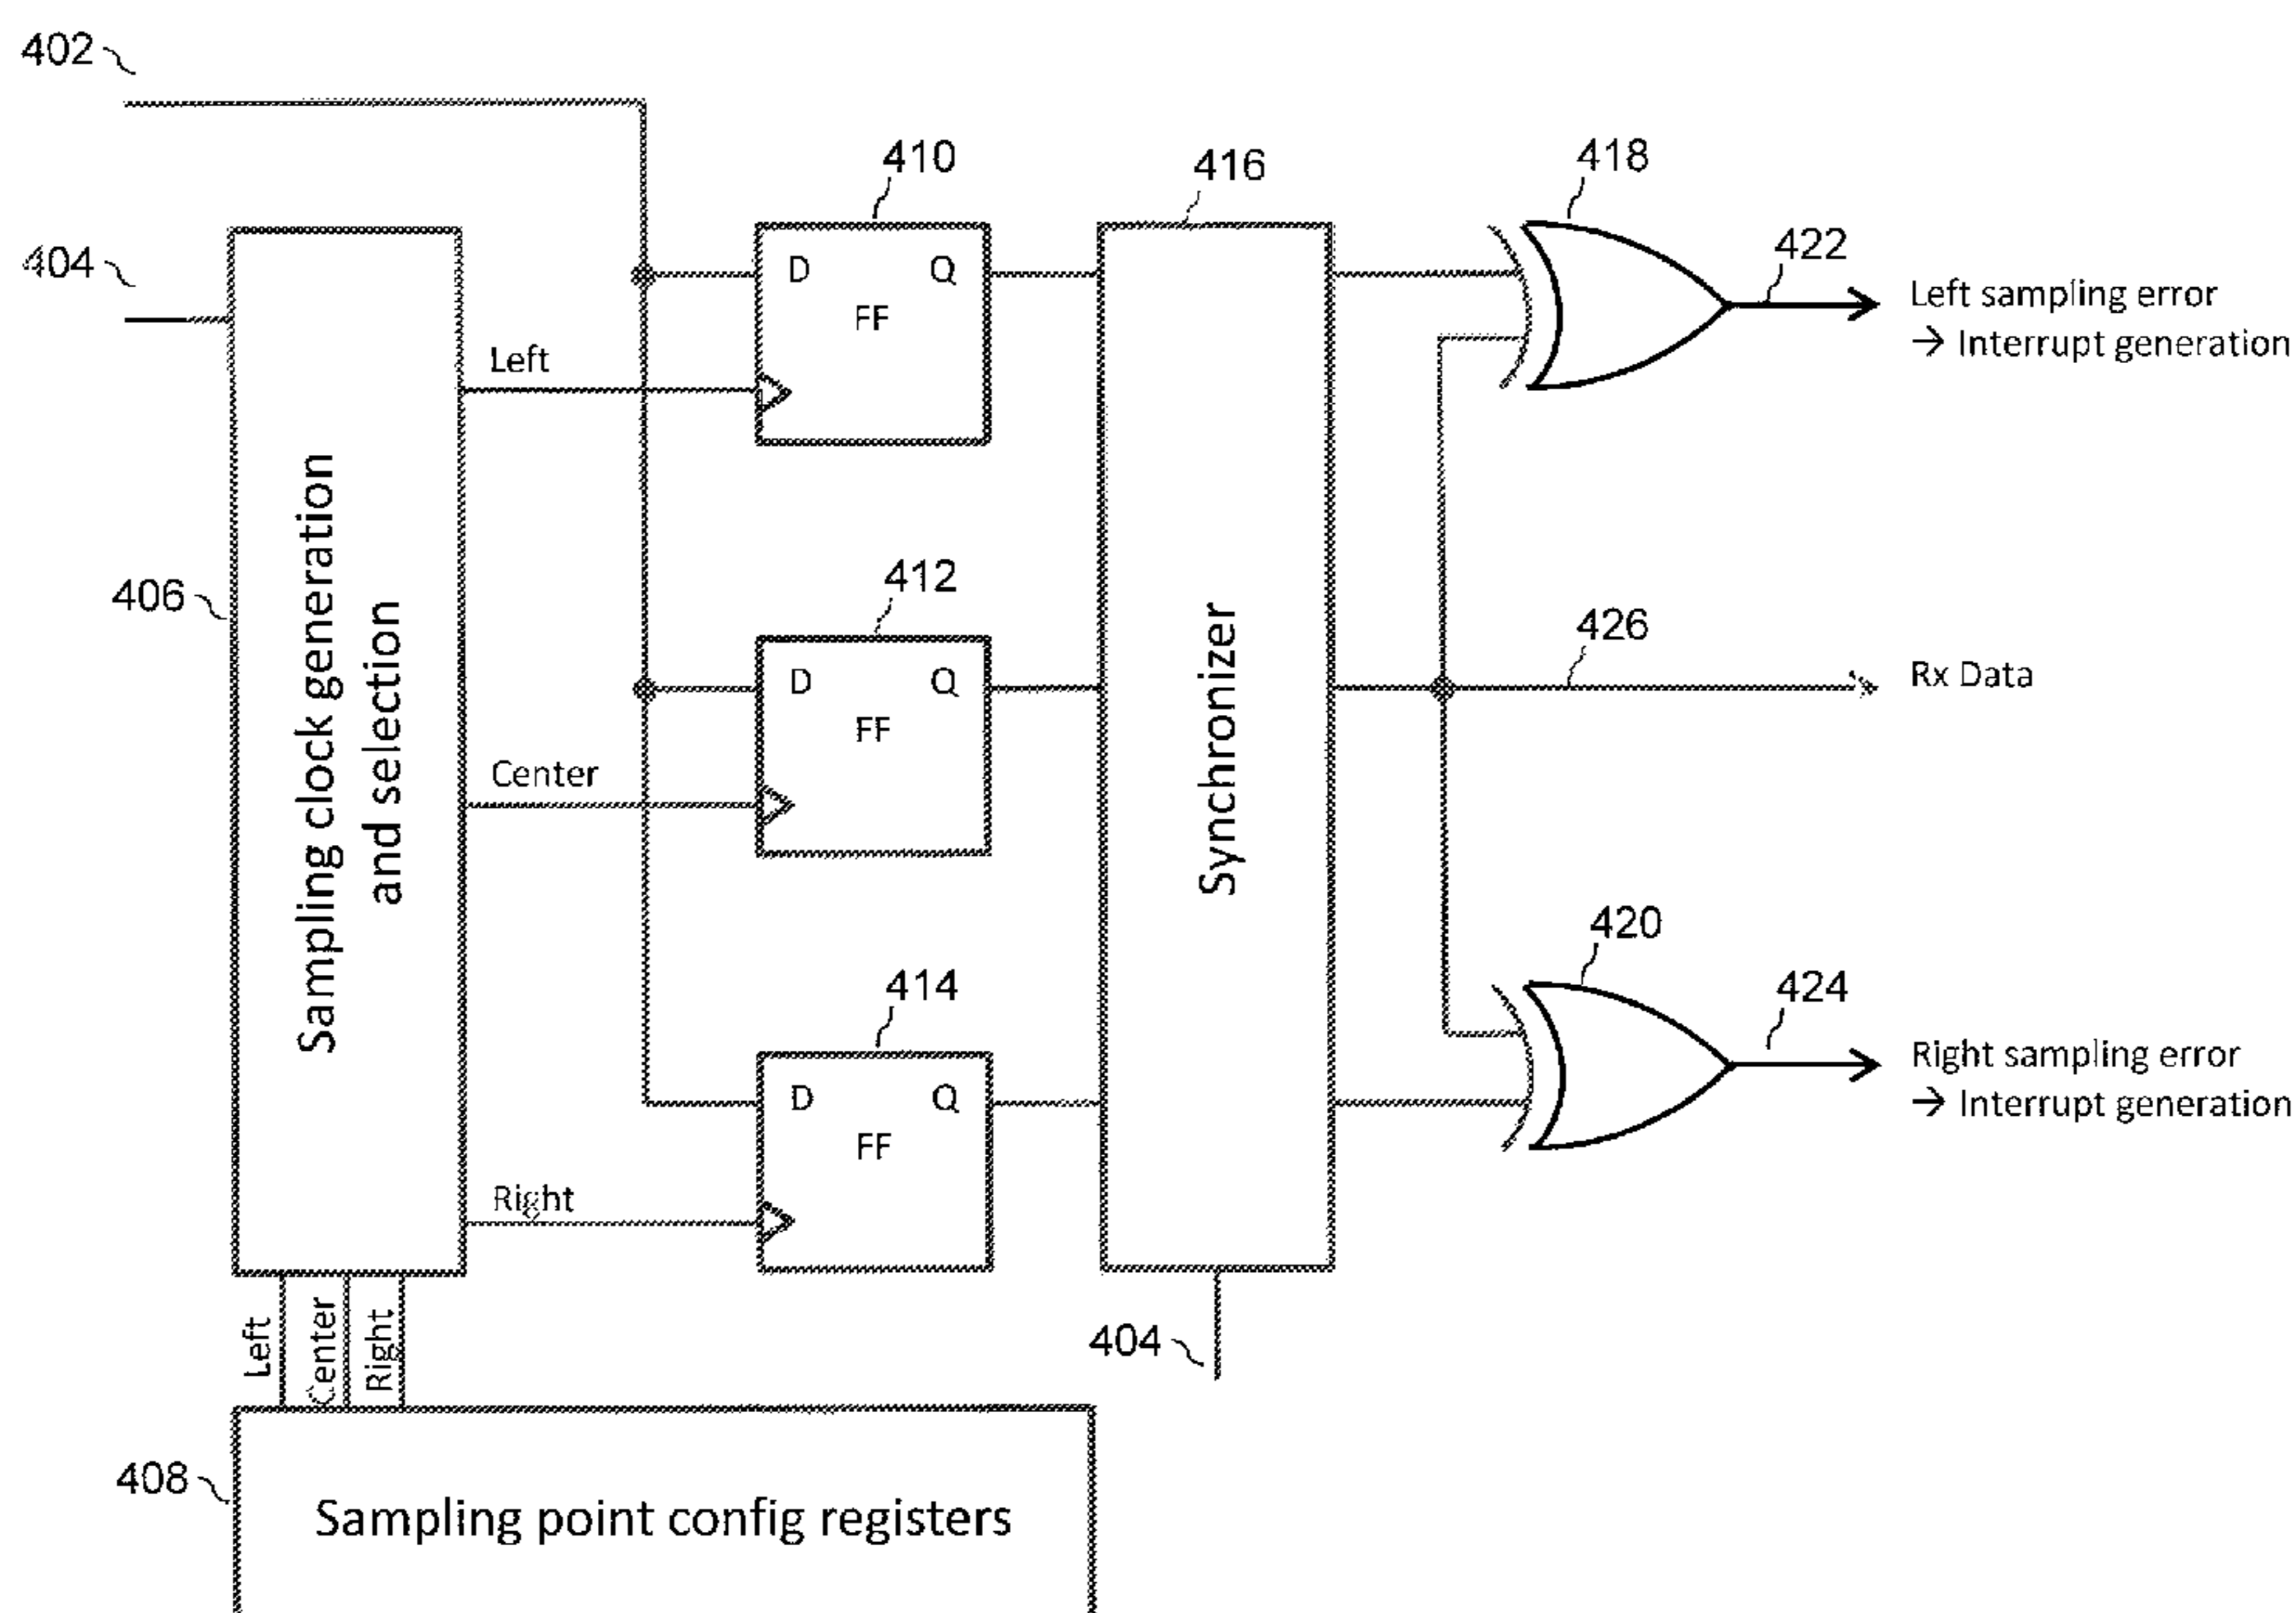 402
410
416
418
422
404
D Q
FF
Left
Left sampling error
→ Interrupt generation
406
Sampling clock generation
and selection
412
D Q
FF
Center
Synchronizer
426
Rx Data
414
D Q
FF
Right
420
424
Right sampling error
→ Interrupt generation
Left
Center
Right
404
408
Sampling point config registers